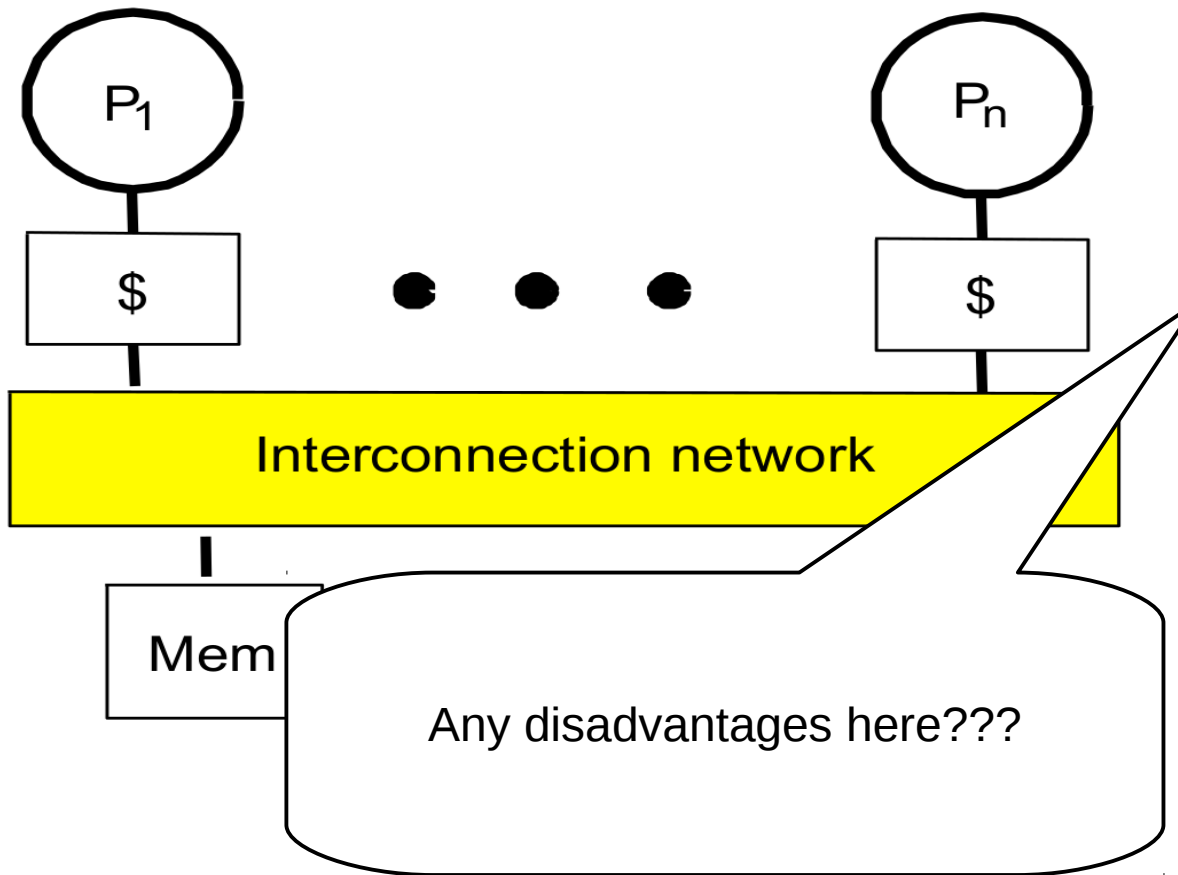 P1
Pn
$
$
Interconnection network
Mem
Any disadvantages here???